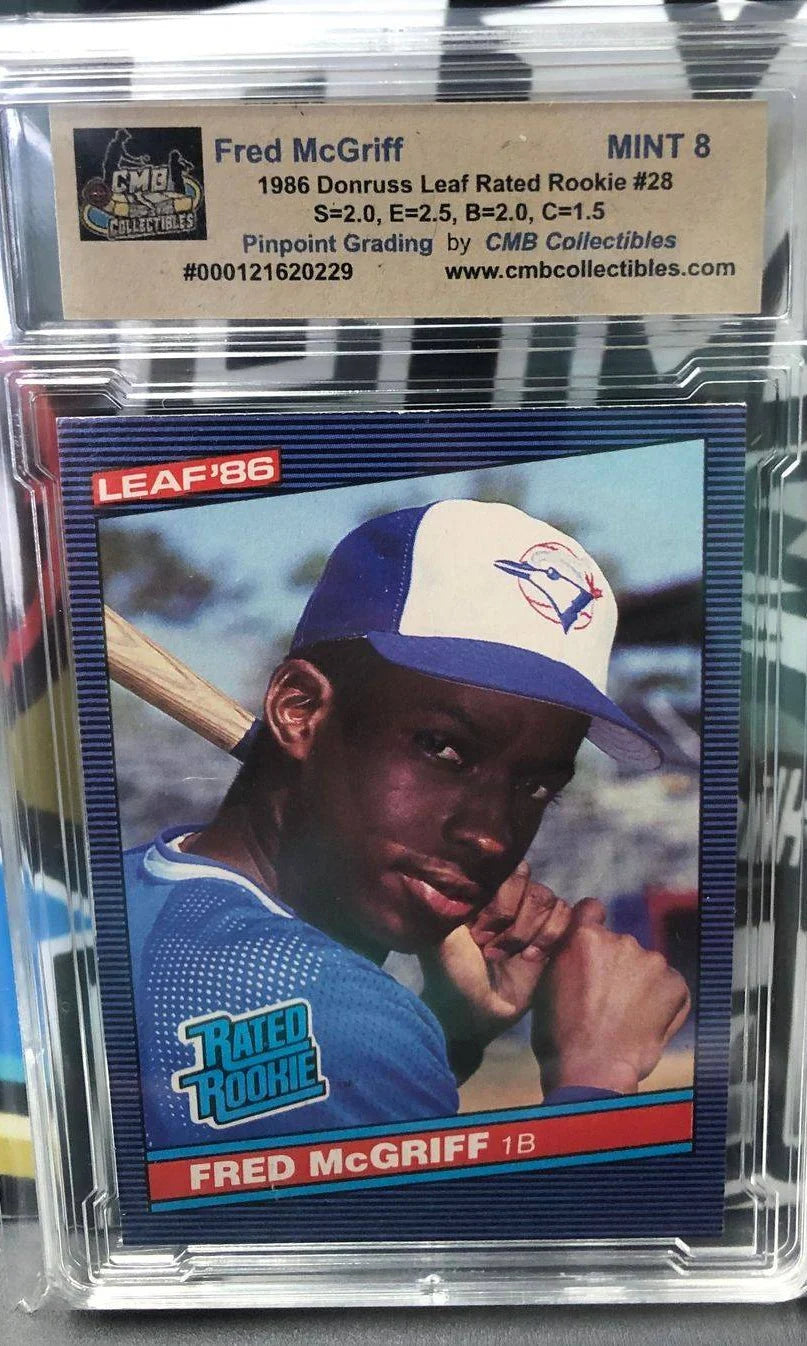 CMB
COLLECTIBLES
Fred McGriff MINT 8
1986 Donruss Leaf Rated Rookie #28
S=2.0, E=2.5, B=2.0, C=1.5
Pinpoint Grading by CMB Collectibles
#000121620229 www.cmbcollectibles.com
LEAF'86
RATED
ROOKIE
FRED McGRIFF 1B